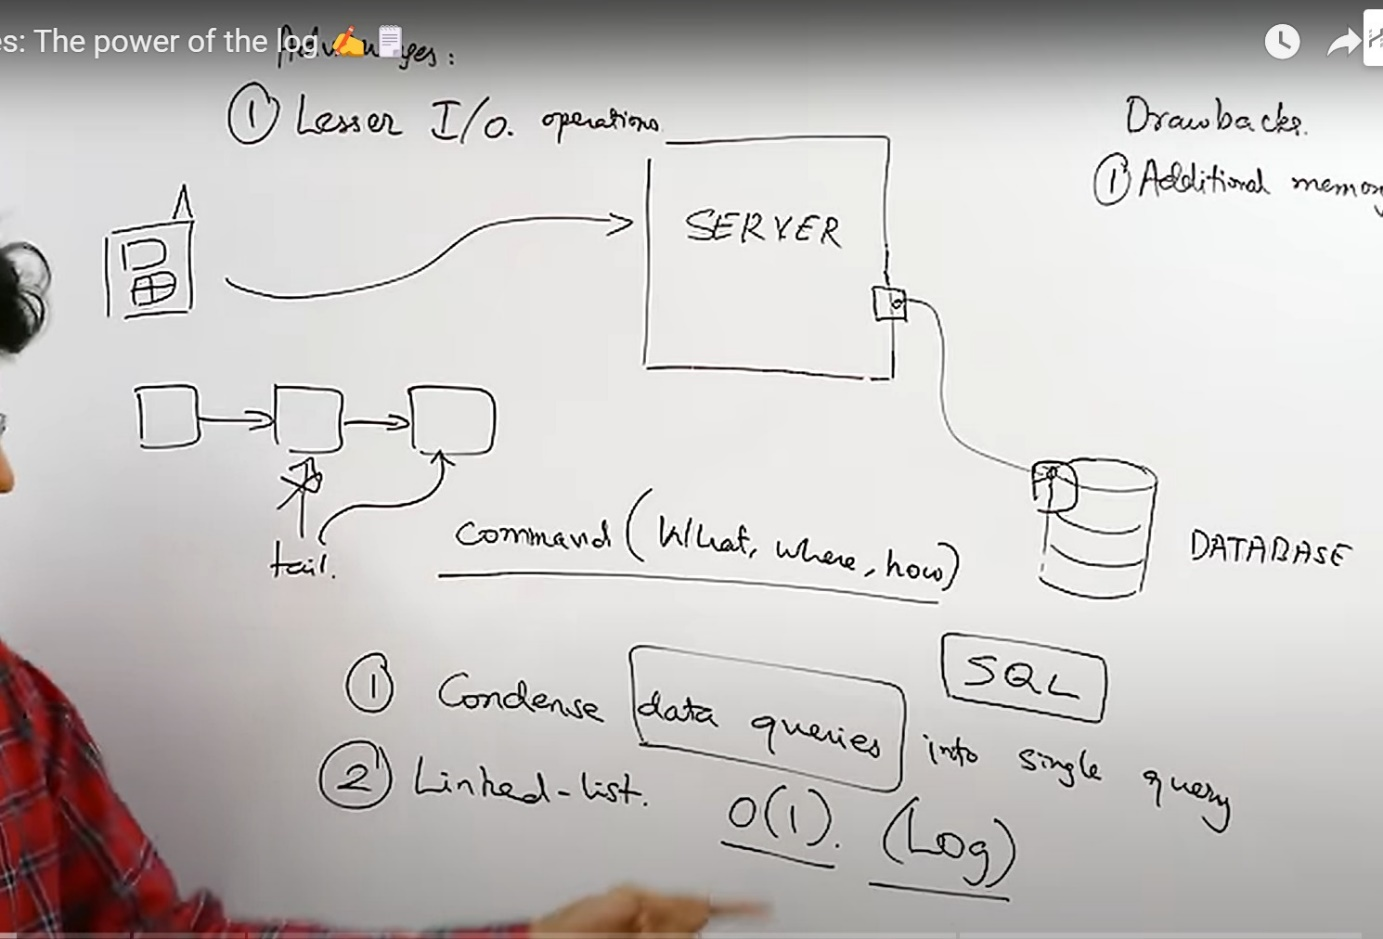 es: The power of the log ✍️🗒️
Advantages:
① Lesser I/O. operations
Drawbacks.
① Additional memory
SERVER
tail.
Command (What, where, how)
DATABASE
SQL
① Condense data queries into single query
② Linked-list. O(1). (Log)